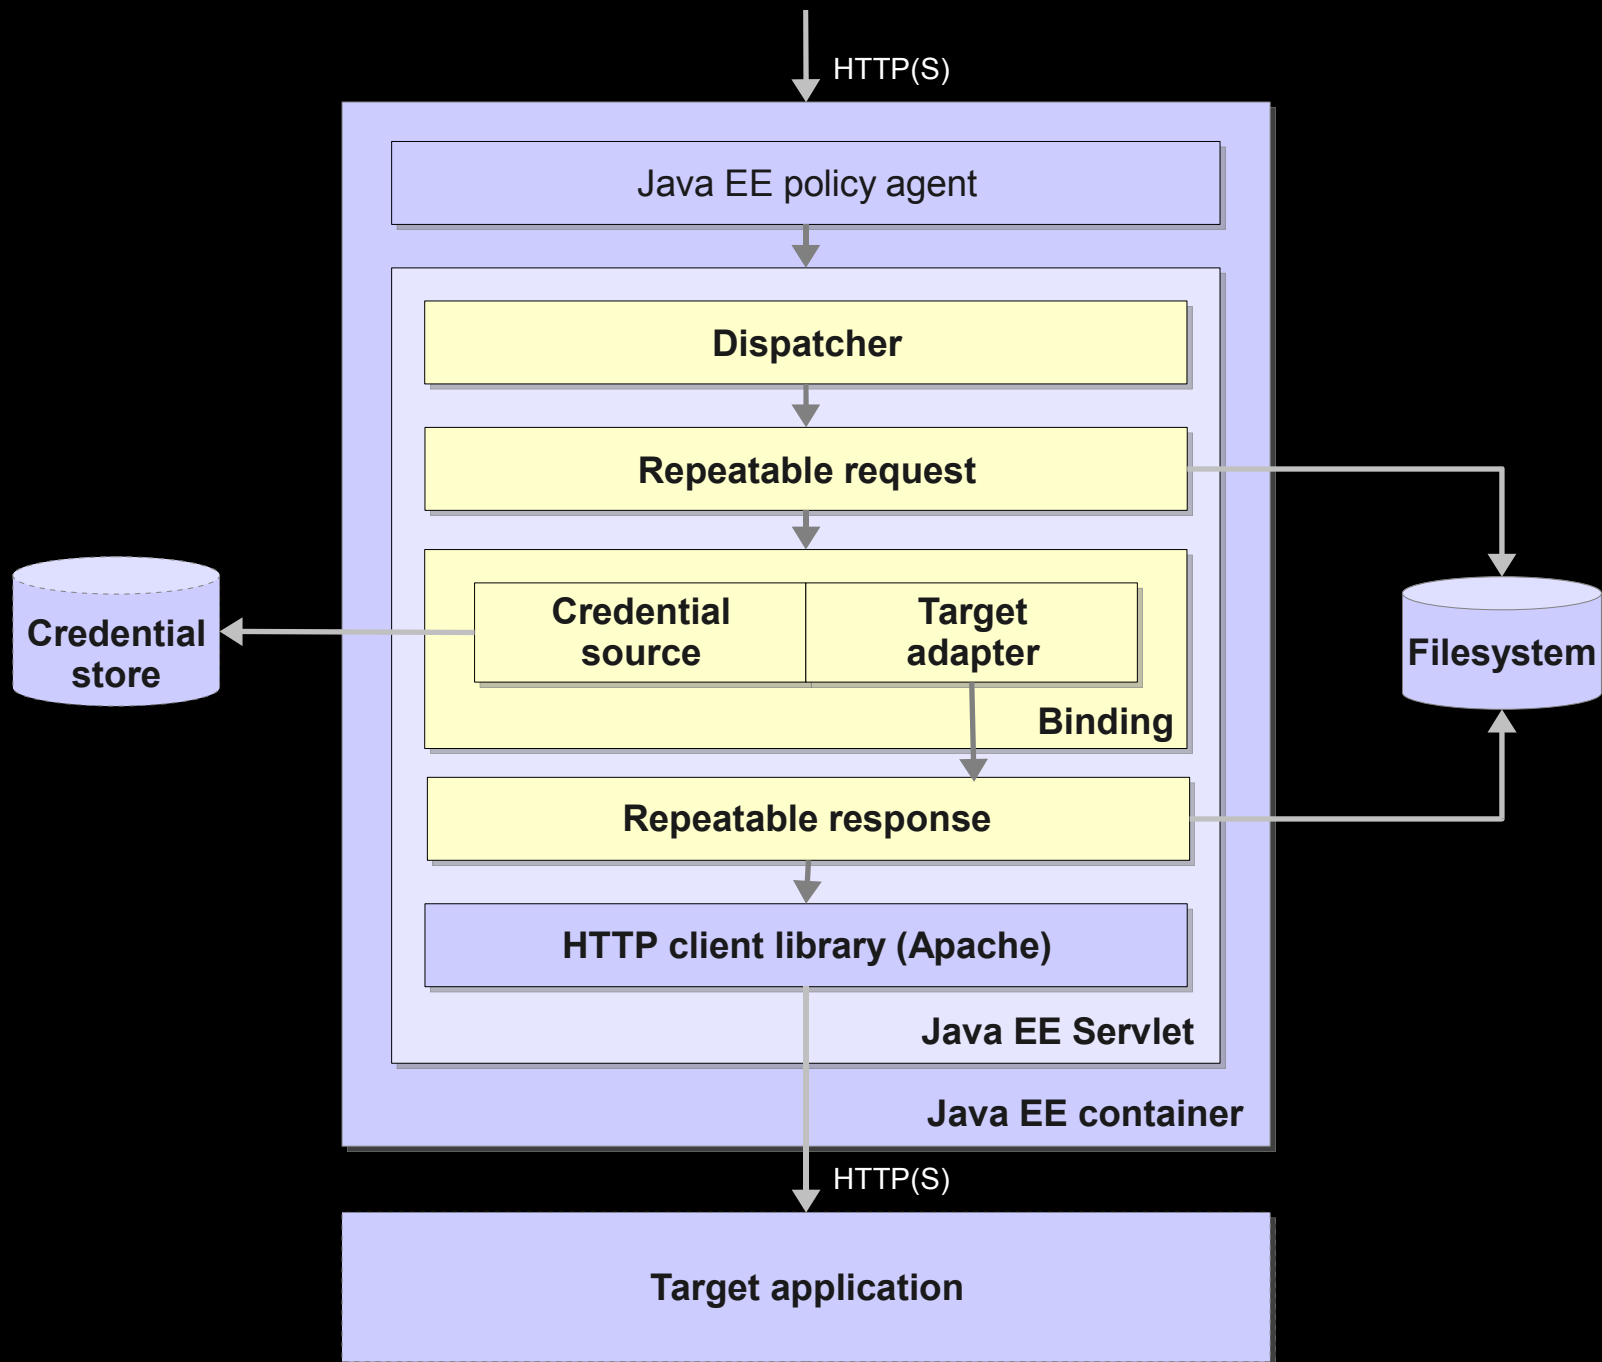 HTTP(S)
Java EE policy agent
Dispatcher
Repeatable request
Credential
source
Target
adapter
Binding
Credential
store
Filesystem
Repeatable response
HTTP client library (Apache)
Java EE Servlet
Java EE container
HTTP(S)
Target application